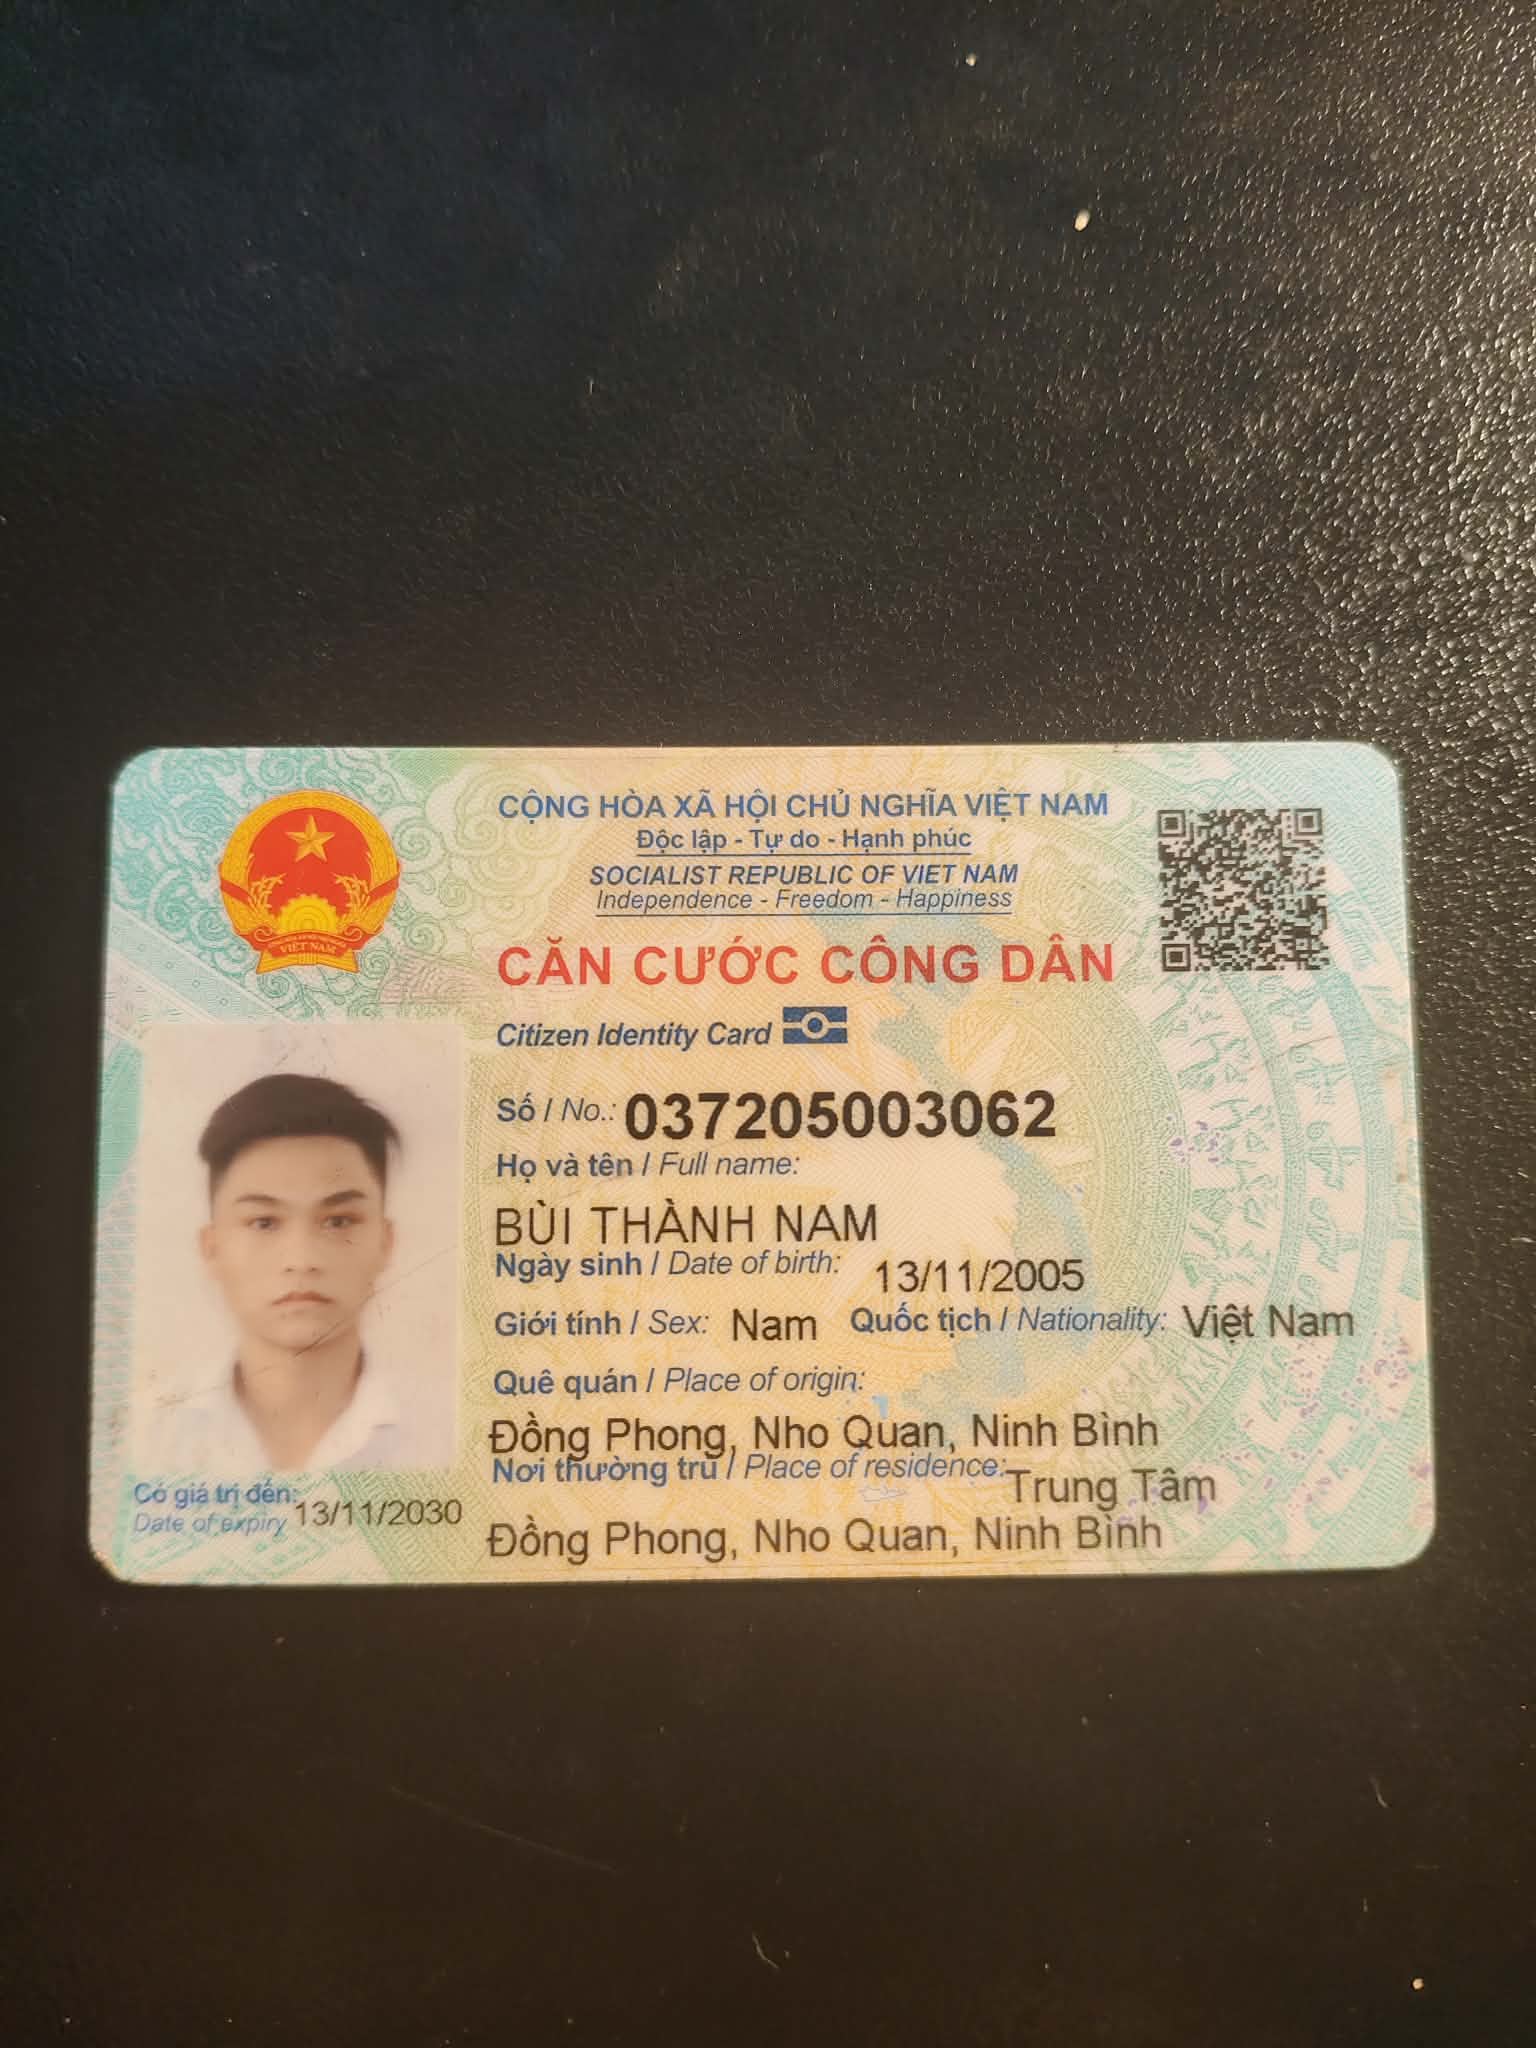 CỘNG HÒA XÃ HỘI CHỦ NGHĨA VIỆT NAM
Độc lập - Tự do - Hạnh phúc
SOCIALIST REPUBLIC OF VIET NAM
Independence - Freedom - Happiness
CĂN CƯỚC CÔNG DÂN
Citizen Identity Card
Số / No.: 037205003062
Họ và tên / Full name:
BÙI THÀNH NAM
Ngày sinh / Date of birth: 13/11/2005
Giới tính / Sex: Nam Quốc tịch / Nationality: Việt Nam
Quê quán / Place of origin:
Đồng Phong, Nho Quan, Ninh Bình
Nơi thường trú / Place of residence: Trung Tâm
Đồng Phong, Nho Quan, Ninh Bình
Có giá trị đến: 13/11/2030
Date of expiry
VIỆT NAM